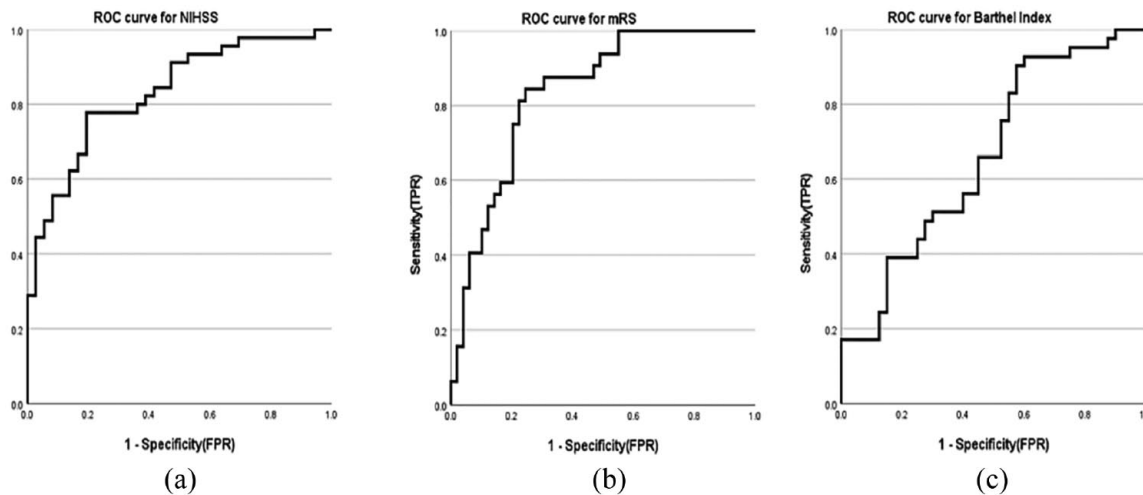 ROC curve for NIHSS
1.0
0.8
0.6
0.4
0.2
0.0
0.0 0.2 0.4 0.6 0.8 1.0
1 - Specificity(FPR)
(a)
ROC curve for mRS
Sensitivity(TPR)
1.0
0.8
0.6
0.4
0.2
0.0
0.0 0.2 0.4 0.6 0.8 1.0
1 - Specificity(FPR)
(b)
ROC curve for Barthel Index
Sensitivity(TPR)
1.0
0.8
0.6
0.4
0.2
0.0
0.0 0.2 0.4 0.6 0.8 1.0
1 - Specificity(FPR)
(c)